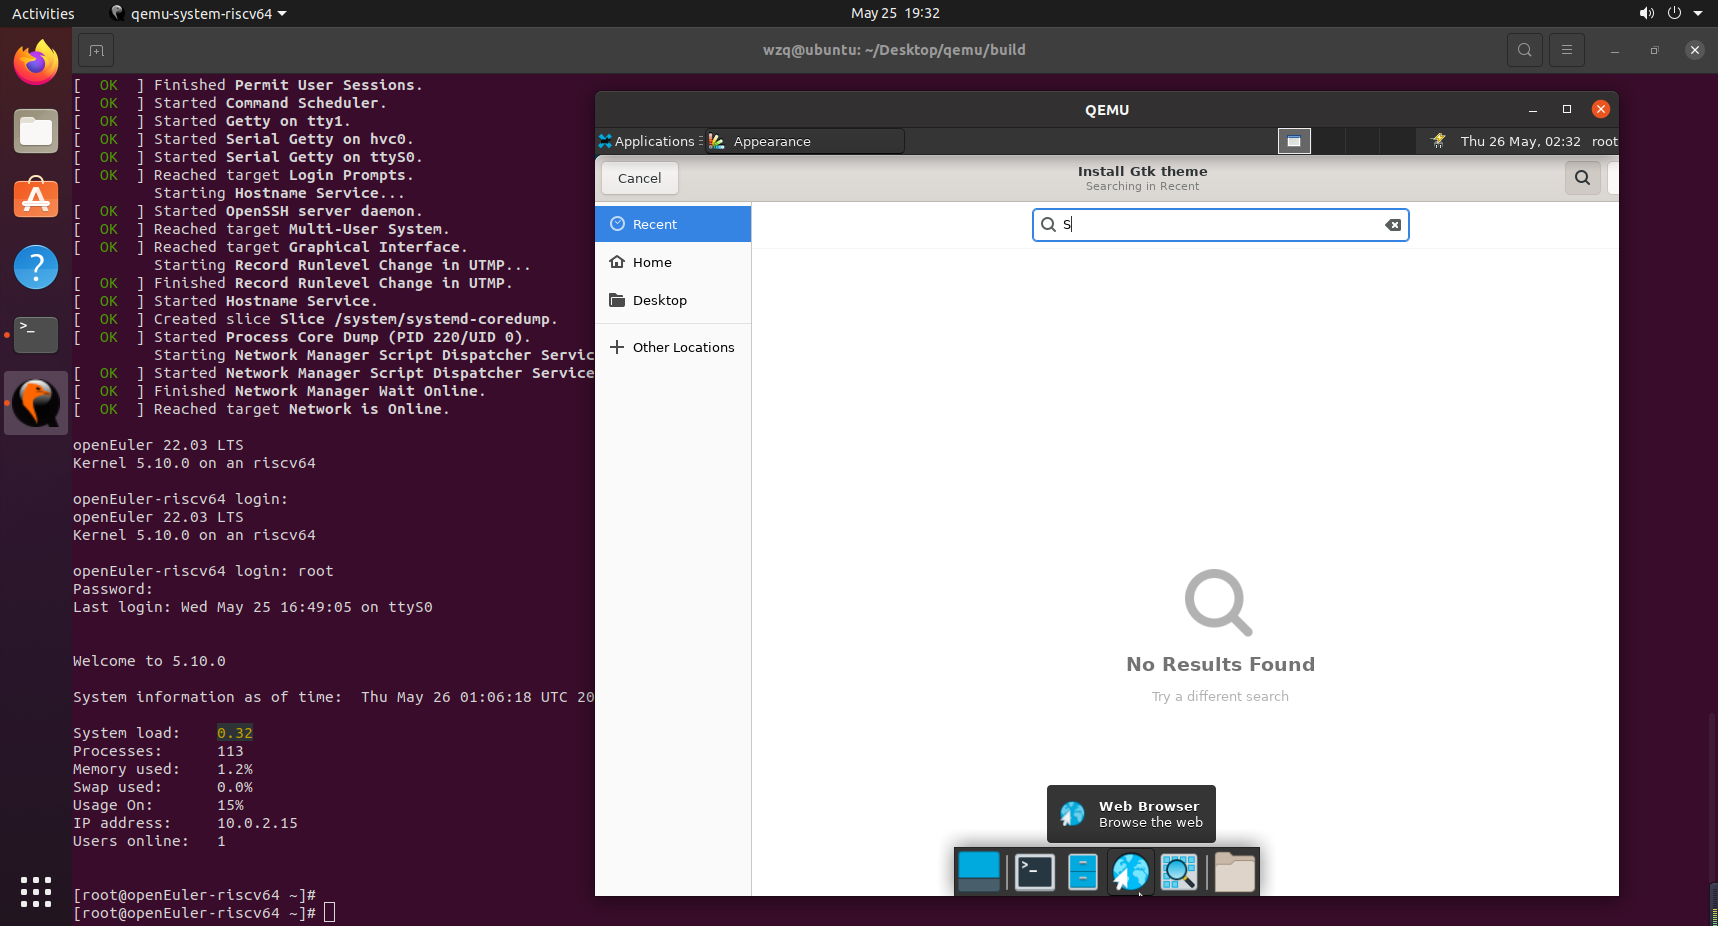 Activities
qemu-system-riscv64
May 25 19:32
wzq@ubuntu: ~/Desktop/qemu/build
[ OK ] Finished Permit User Sessions.
[ OK ] Started Command Scheduler.
[ OK ] Started Getty on tty1.
[ OK ] Started Serial Getty on hvc0.
[ OK ] Started Serial Getty on ttyS0.
[ OK ] Reached target Login Prompts.
Starting Hostname Service...
[ OK ] Started OpenSSH server daemon.
[ OK ] Reached target Multi-User System.
[ OK ] Reached target Graphical Interface.
Starting Record Runlevel Change in UTMP...
[ OK ] Finished Record Runlevel Change in UTMP.
[ OK ] Started Hostname Service.
[ OK ] Created slice Slice /system/systemd-coredump.
[ OK ] Started Process Core Dump (PID 220/UID 0).
Starting Network Manager Script Dispatcher Servic
[ OK ] Started Network Manager Script Dispatcher Service
[ OK ] Finished Network Manager Wait Online.
[ OK ] Reached target Network is Online.
openEuler 22.03 LTS
Kernel 5.10.0 on an riscv64
openEuler-riscv64 login:
openEuler 22.03 LTS
Kernel 5.10.0 on an riscv64
openEuler-riscv64 login: root
Password:
Last login: Wed May 25 16:49:05 on ttyS0
Welcome to 5.10.0
System information as of time: Thu May 26 01:06:18 UTC 20
System load: 0.32
Processes: 113
Memory used: 1.2%
Swap used: 0.0%
Usage On: 15%
IP address: 10.0.2.15
Users online: 1
[root@openEuler-riscv64 ~]#
[root@openEuler-riscv64 ~]#
QEMU
Applications
Appearance
Thu 26 May, 02:32
root
Cancel
Install Gtk theme
Searching in Recent
Recent
Home
Desktop
Other Locations
S
No Results Found
Try a different search
Web Browser
Browse the web